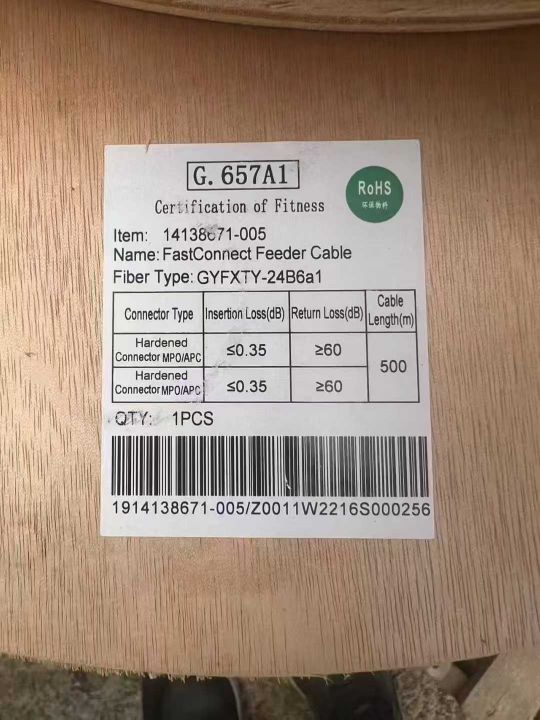 G. 657A1
RoHS
环保物料
Certification of Fitness
Item: 14138671-005
Name: FastConnect Feeder Cable
Fiber Type: GYFXTY-24B6a1
Connector Type Insertion Loss(dB) Return Loss(dB) Cable Length(m)
Hardened Connector MPO/APC ≤0.35 ≥60 500
Hardened Connector MPO/APC ≤0.35 ≥60
QTY: 1PCS
1914138671-005/Z0011W2216S000256